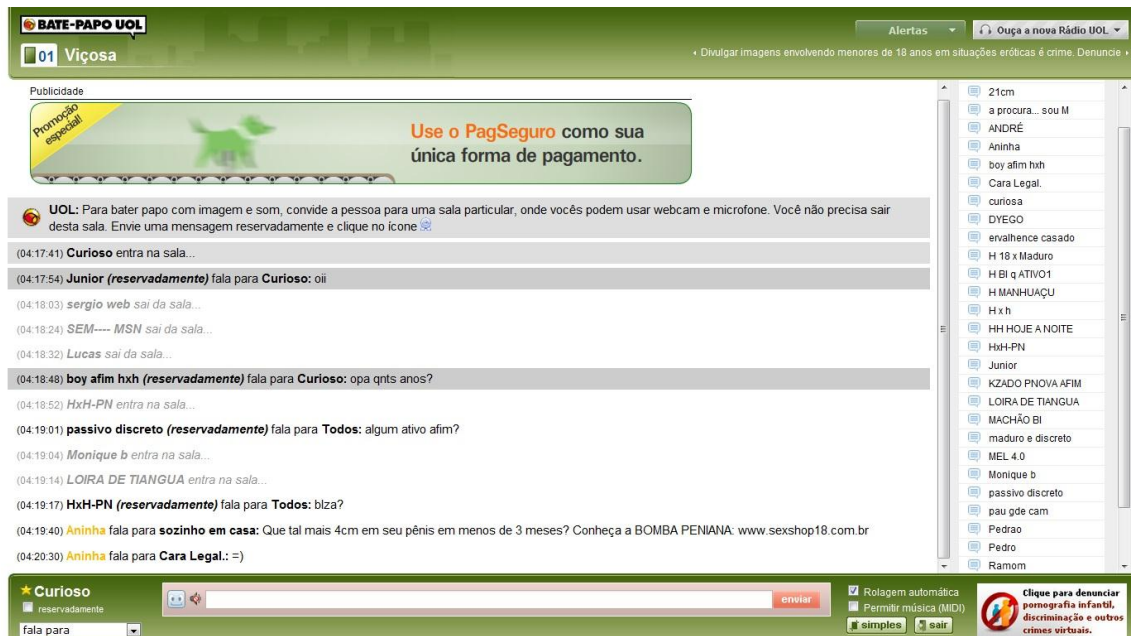 BATE-PAPO UOL
Alertas
Ouça a nova Rádio UOL
01 Viçosa
Divulgar imagens envolvendo menores de 18 anos em situações eróticas é crime. Denuncie
Publicidade
Promoção especial!
Use o PagSeguro como sua
única forma de pagamento.
UOL: Para bater papo com imagem e som, convide a pessoa para uma sala particular, onde vocês podem usar webcam e microfone. Você não precisa sair
desta sala. Envie uma mensagem reservadamente e clique no ícone
(04:17:41) Curioso entra na sala...
(04:17:54) Junior (reservadamente) fala para Curioso: oii
(04:18:03) sergio web sai da sala...
(04:18:24) SEM---- MSN sai da sala...
(04:18:32) Lucas sai da sala...
(04:18:48) boy afim hxh (reservadamente) fala para Curioso: opa qnts anos?
(04:18:52) HxH-PN entra na sala...
(04:19:01) passivo discreto (reservadamente) fala para Todos: algum ativo afim?
(04:19:04) Monique b entra na sala...
(04:19:14) LOIRA DE TIANGUA entra na sala...
(04:19:17) HxH-PN (reservadamente) fala para Todos: blza?
(04:19:40) Aninha fala para sozinho em casa: Que tal mais 4cm em seu pênis em menos de 3 meses? Conheça a BOMBA PENIANA: www.sexshop18.com.br
(04:20:30) Aninha fala para Cara Legal.: =)
21cm
a procura... sou M
ANDRÉ
Aninha
boy afim hxh
Cara Legal.
curiosa
DYEGO
ervalhence casado
H 18 x Maduro
H BI q ATIVO1
H MANHUAÇU
H x h
HH HOJE A NOITE
HxH-PN
Junior
KZADO PNOVA AFIM
LOIRA DE TIANGUA
MACHÃO BI
maduro e discreto
MEL 4.0
Monique b
passivo discreto
pau gde cam
Pedrao
Pedro
Ramom
Curioso
reservadamente
fala para
enviar
Rolagem automática
Permitir música (MIDI)
simples
sair
Clique para denunciar
pornografia infantil,
discriminação e outros
crimes virtuais.